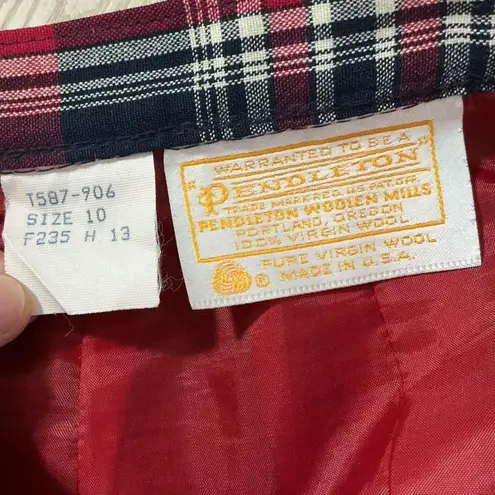 T587-906
SIZE 10
F235 H 13
WARRANTED TO BE A
"PENDLETON"
TRADE MARK REG. U.S. PAT. OFF.
PENDLETON WOOLEN MILLS
PORTLAND, OREGON
100% VIRGIN WOOL
PURE VIRGIN WOOL
® MADE IN U.S.A.